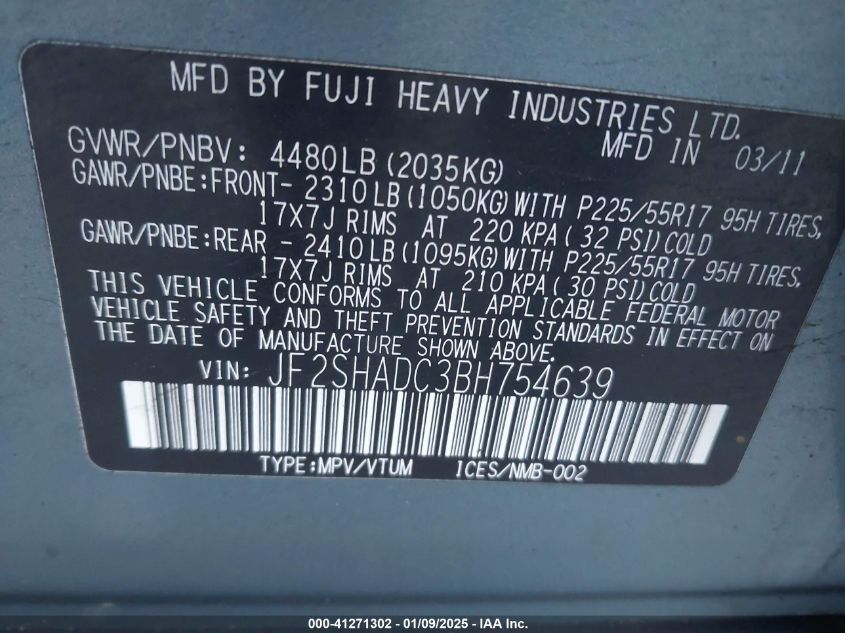 MFD BY FUJI HEAVY INDUSTRIES LTD.
MFD IN 03/11
GVWR/PNBV: 4480LB (2035KG)
GAWR/PNBE:FRONT- 2310LB(1050KG)WITH P225/55R17 95H TIRES,
17X7J RIMS AT 220 KPA( 32 PSI)COLD
GAWR/PNBE:REAR - 2410LB(1095KG)WITH P225/55R17 95H TIRES,
17X7J RIMS AT 210 KPA( 30 PSI)COLD
THIS VEHICLE CONFORMS TO ALL APPLICABLE FEDERAL MOTOR
VEHICLE SAFETY AND THEFT PREVENTION STANDARDS IN EFFECT ON
THE DATE OF MANUFACTURE SHOWN ABOVE.
VIN: JF2SHADC3BH754639
TYPE:MPV/VTUM ICES/NMB-002
000-41271302 - 01/09/2025 - IAA Inc.